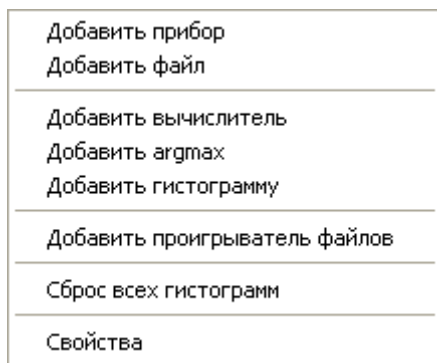 Добавить прибор
Добавить файл
Добавить вычислитель
Добавить argmax
Добавить гистограмму
Добавить проигрыватель файлов
Сброс всех гистограмм
Свойства